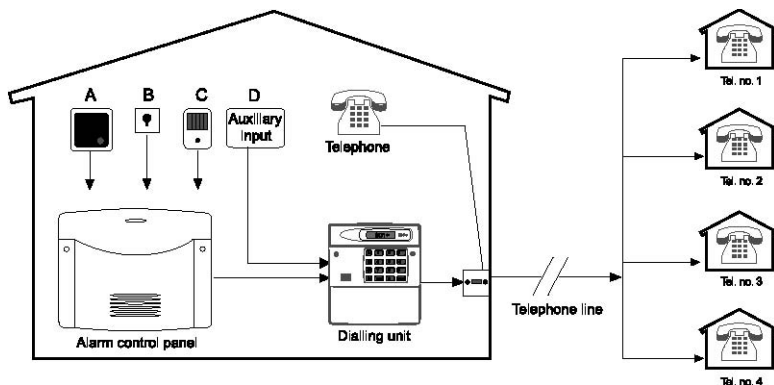 A
B
C
D
Auxiliary
Input
Telephone
Alarm control panel
Dialling unit
Telephone line
Tel. no. 1
Tel. no. 2
Tel. no. 3
Tel. no. 4